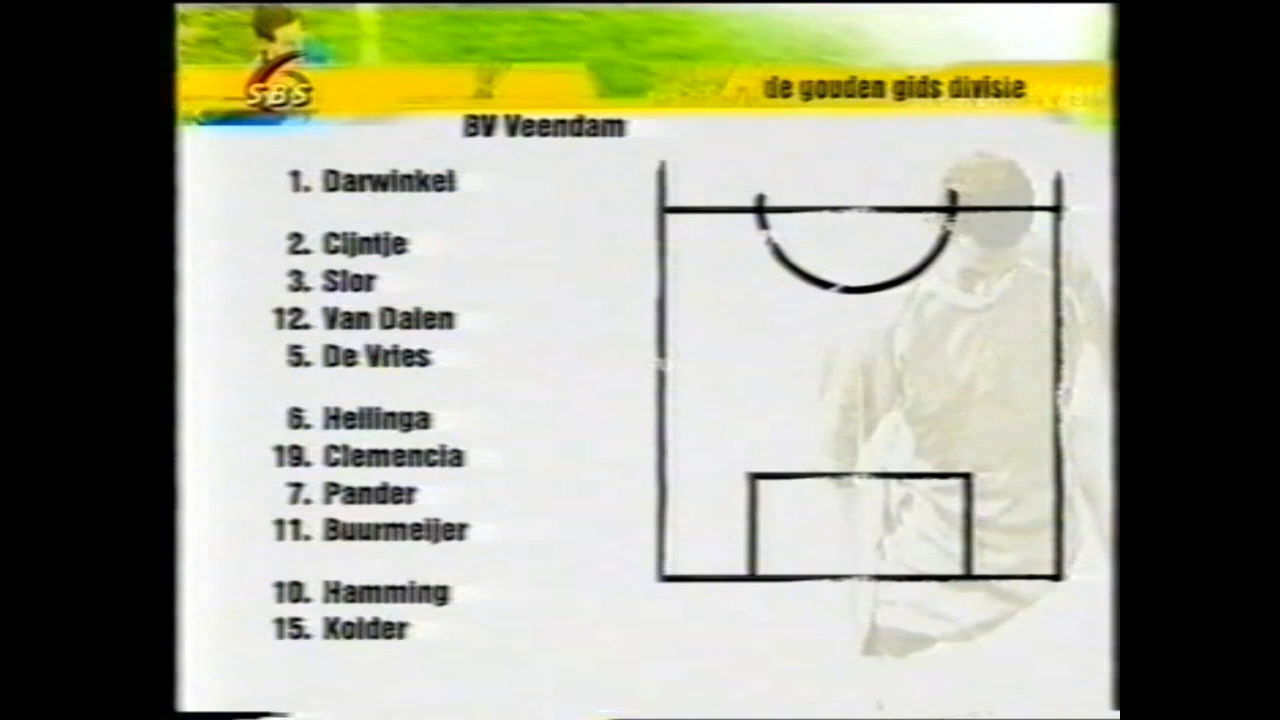 SBS
de gouden gids divisie
BV Veendam
1. Darwinkel
2. Cijntje
3. Slor
12. Van Dalen
5. De Vries
6. Hellinga
19. Clemencia
7. Pander
11. Buurmeijer
10. Hamming
15. Kolder